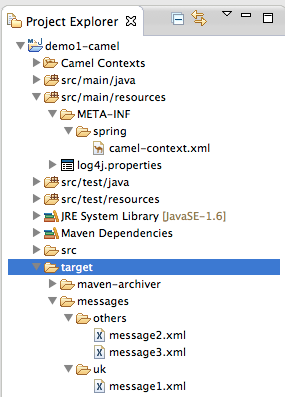 Project Explorer
demo1-camel
Camel Contexts
src/main/java
src/main/resources
META-INF
spring
camel-context.xml
log4j.properties
src/test/java
src/test/resources
JRE System Library [JavaSE-1.6]
Maven Dependencies
src
target
maven-archiver
messages
others
message2.xml
message3.xml
uk
message1.xml